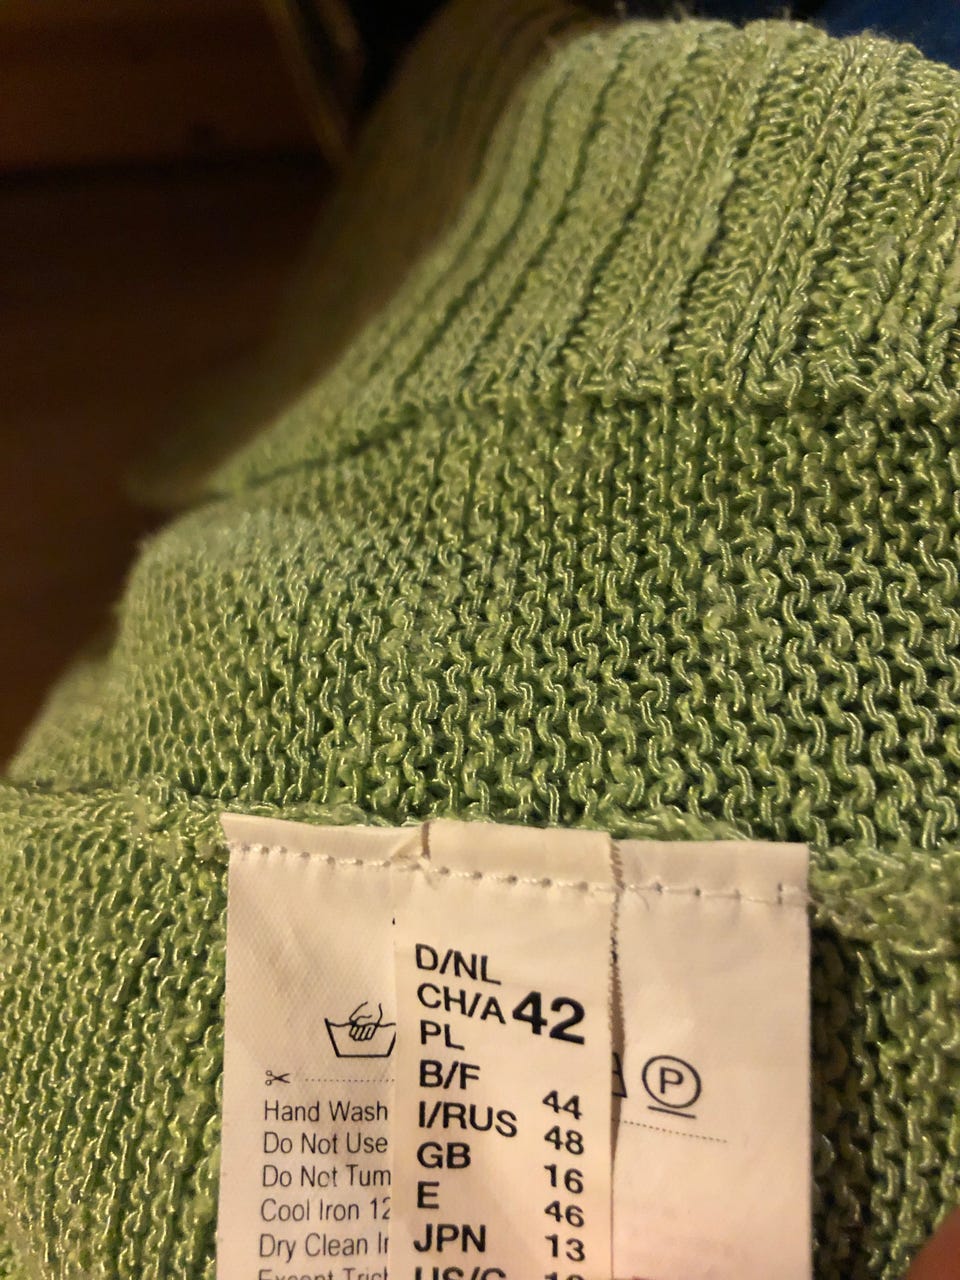 D/NL
CH/A 42
PL
B/F 44
I/RUS 48
GB 16
E 46
JPN 13
P
Hand Wash
Do Not Use
Do Not Tum
Cool Iron 12
Dry Clean